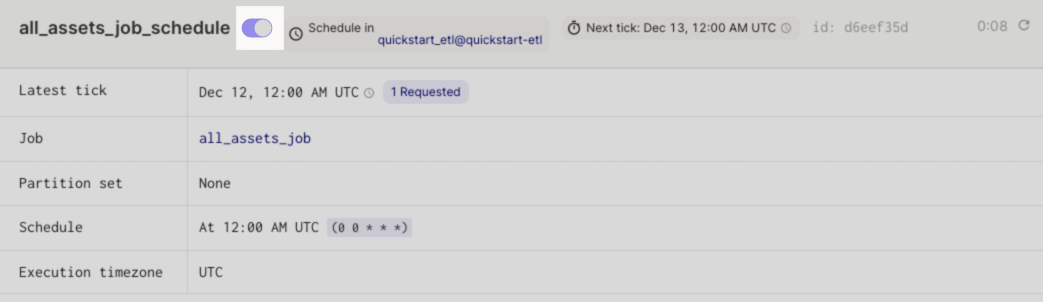 all_assets_job_schedule Schedule in quickstart_etl@quickstart-etl Next tick: Dec 13, 12:00 AM UTC id: d6eef35d 0:08
Latest tick Dec 12, 12:00 AM UTC 1 Requested
Job all_assets_job
Partition set None
Schedule At 12:00 AM UTC (0 0 * * *)
Execution timezone UTC